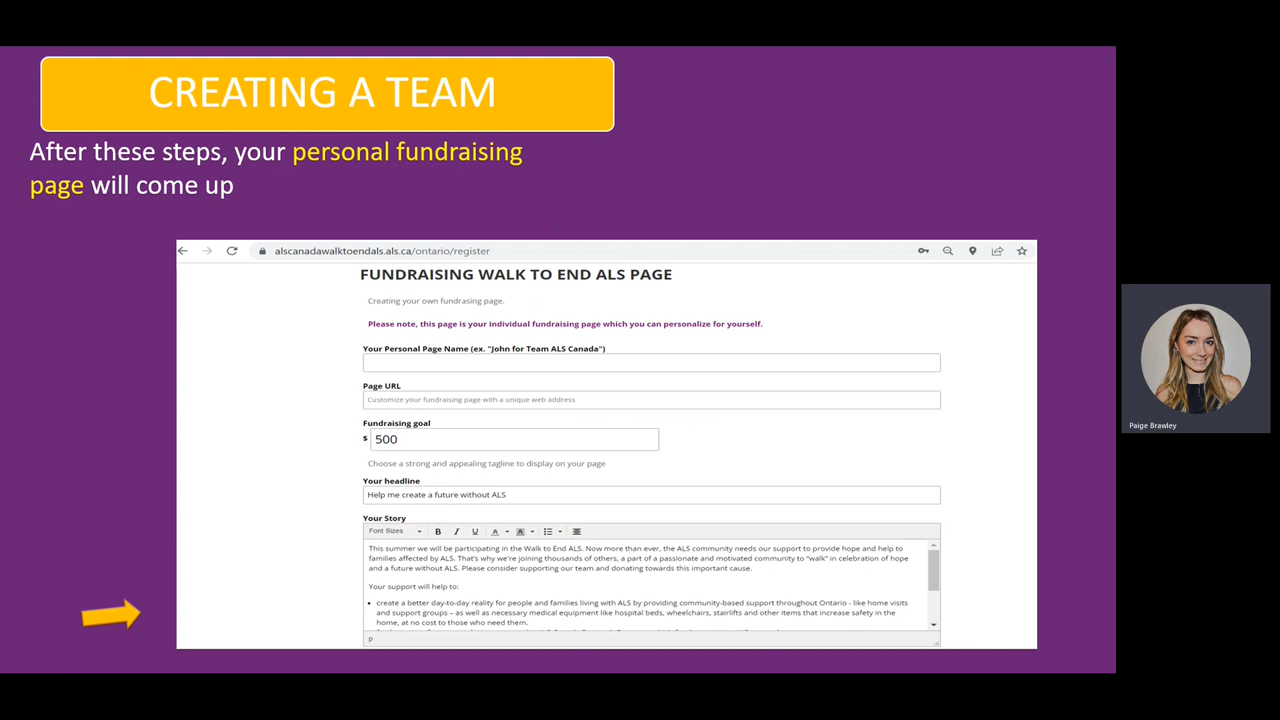 CREATING A TEAM
After these steps, your personal fundraising
page will come up
alscanadawalktoendals.als.ca/ontario/register
FUNDRAISING WALK TO END ALS PAGE
Creating your own fundrasing page.
Please note, this page is your individual fundraising page which you can personalize for yourself.
Your Personal Page Name (ex. "John for Team ALS Canada")
Page URL
Customize your fundraising page with a unique web address
Fundraising goal
$ 500
Choose a strong and appealing tagline to display on your page
Your headline
Help me create a future without ALS
Your Story
Font Sizes B I U A A
This summer we will be participating in the Walk to End ALS. Now more than ever, the ALS community needs our support to provide hope and help to
families affected by ALS. That's why we're joining thousands of others, a part of a passionate and motivated community to "walk" in celebration of hope
and a future without ALS. Please consider supporting our team and donating towards this important cause.
Your support will help to:
• create a better day-to-day reality for people and families living with ALS by providing community-based support throughout Ontario - like home visits
and support groups – as well as necessary medical equipment like hospital beds, wheelchairs, stairlifts and other items that increase safety in the
home, at no cost to those who need them.
P
Paige Brawley